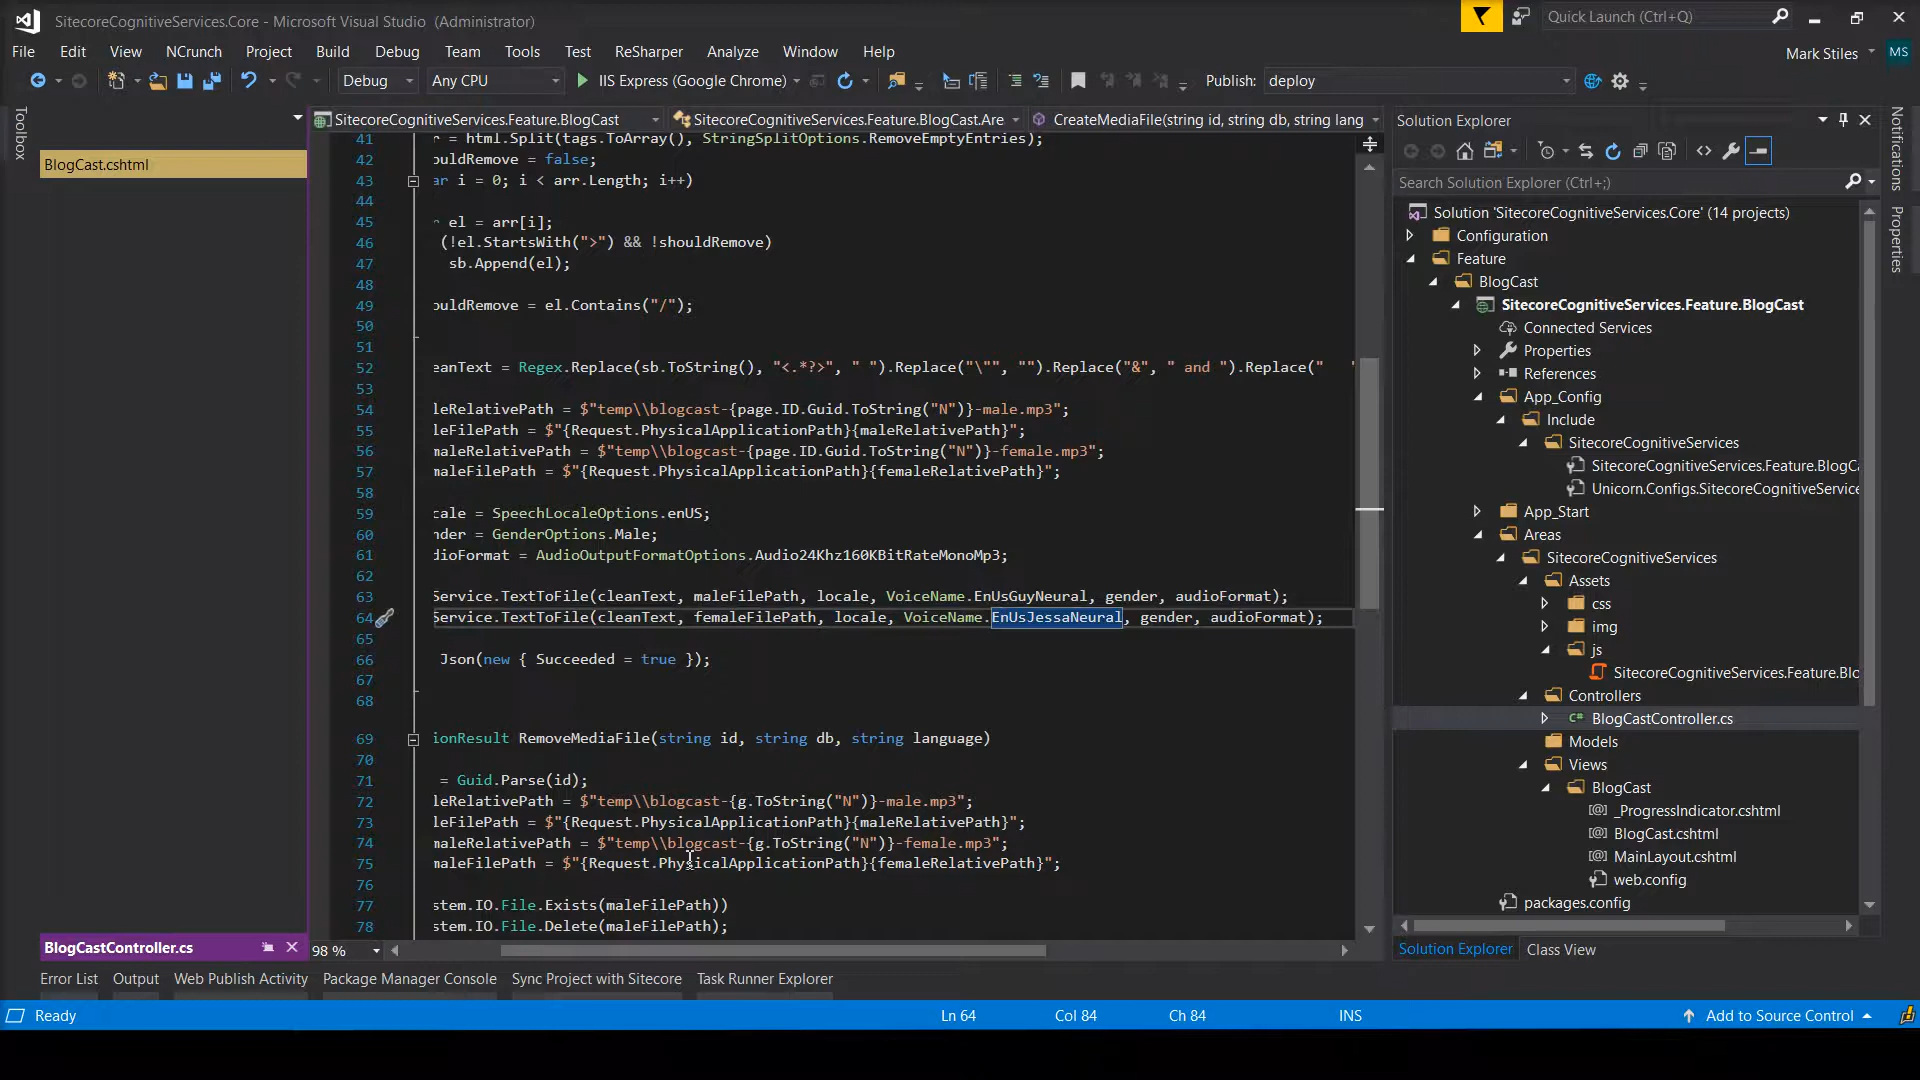 SitecoreCognitiveServices.Core - Microsoft Visual Studio (Administrator)
Quick Launch (Ctrl+Q)
File Edit View NCrunch Project Build Debug Team Tools Test ReSharper Analyze Window Help
Mark Stiles MS
Debug Any CPU IIS Express (Google Chrome) Publish: deploy
Toolbox
BlogCast.cshtml
SitecoreCognitiveServices.Feature.BlogCast SitecoreCognitiveServices.Feature.BlogCast.Are CreateMediaFile(string id, string db, string lang
41 r = html.Split(tags.ToArray(), StringSplitOptions.RemoveEmptyEntries);
42 ouldRemove = false;
43 ar i = 0; i < arr.Length; i++)
44
45 r el = arr[i];
46 (!el.StartsWith(">") && !shouldRemove)
47 sb.Append(el);
48
49 ouldRemove = el.Contains("/");
50
51
52 eanText = Regex.Replace(sb.ToString(), "<.*?>", " ").Replace("\"", "").Replace("&", " and ").Replace("    "
53
54 leRelativePath = $"temp\\blogcast-{page.ID.Guid.ToString("N")}-male.mp3";
55 leFilePath = $"{Request.PhysicalApplicationPath}{maleRelativePath}";
56 maleRelativePath = $"temp\\blogcast-{page.ID.Guid.ToString("N")}-female.mp3";
57 maleFilePath = $"{Request.PhysicalApplicationPath}{femaleRelativePath}";
58
59 cale = SpeechLocaleOptions.enUS;
60 nder = GenderOptions.Male;
61 dioFormat = AudioOutputFormatOptions.Audio24Khz160KBitRateMonoMp3;
62
63 Service.TextToFile(cleanText, maleFilePath, locale, VoiceName.EnUsGuyNeural, gender, audioFormat);
64 Service.TextToFile(cleanText, femaleFilePath, locale, VoiceName.EnUsJessaNeural, gender, audioFormat);
65
66 Json(new { Succeeded = true });
67
68
69 ionResult RemoveMediaFile(string id, string db, string language)
70
71 = Guid.Parse(id);
72 leRelativePath = $"temp\\blogcast-{g.ToString("N")}-male.mp3";
73 leFilePath = $"{Request.PhysicalApplicationPath}{maleRelativePath}";
74 maleRelativePath = $"temp\\blogcast-{g.ToString("N")}-female.mp3";
75 maleFilePath = $"{Request.PhysicalApplicationPath}{femaleRelativePath}";
76
77 stem.IO.File.Exists(maleFilePath))
78 stem.IO.File.Delete(maleFilePath);
BlogCastController.cs
98 %
Solution Explorer
Search Solution Explorer (Ctrl+;)
Solution 'SitecoreCognitiveServices.Core' (14 projects)
Configuration
Feature
BlogCast
SitecoreCognitiveServices.Feature.BlogCast
Connected Services
Properties
References
App_Config
Include
SitecoreCognitiveServices
SitecoreCognitiveServices.Feature.BlogCa
Unicorn.Configs.SitecoreCognitiveService
App_Start
Areas
SitecoreCognitiveServices
Assets
css
img
js
SitecoreCognitiveServices.Feature.Blo
Controllers
C# BlogCastController.cs
Models
Views
BlogCast
[@] _ProgressIndicator.cshtml
[@] BlogCast.cshtml
[@] MainLayout.cshtml
web.config
packages.config
Solution Explorer Class View
Notifications
Properties
Error List Output Web Publish Activity Package Manager Console Sync Project with Sitecore Task Runner Explorer
Ready Ln 64 Col 84 Ch 84 INS Add to Source Control